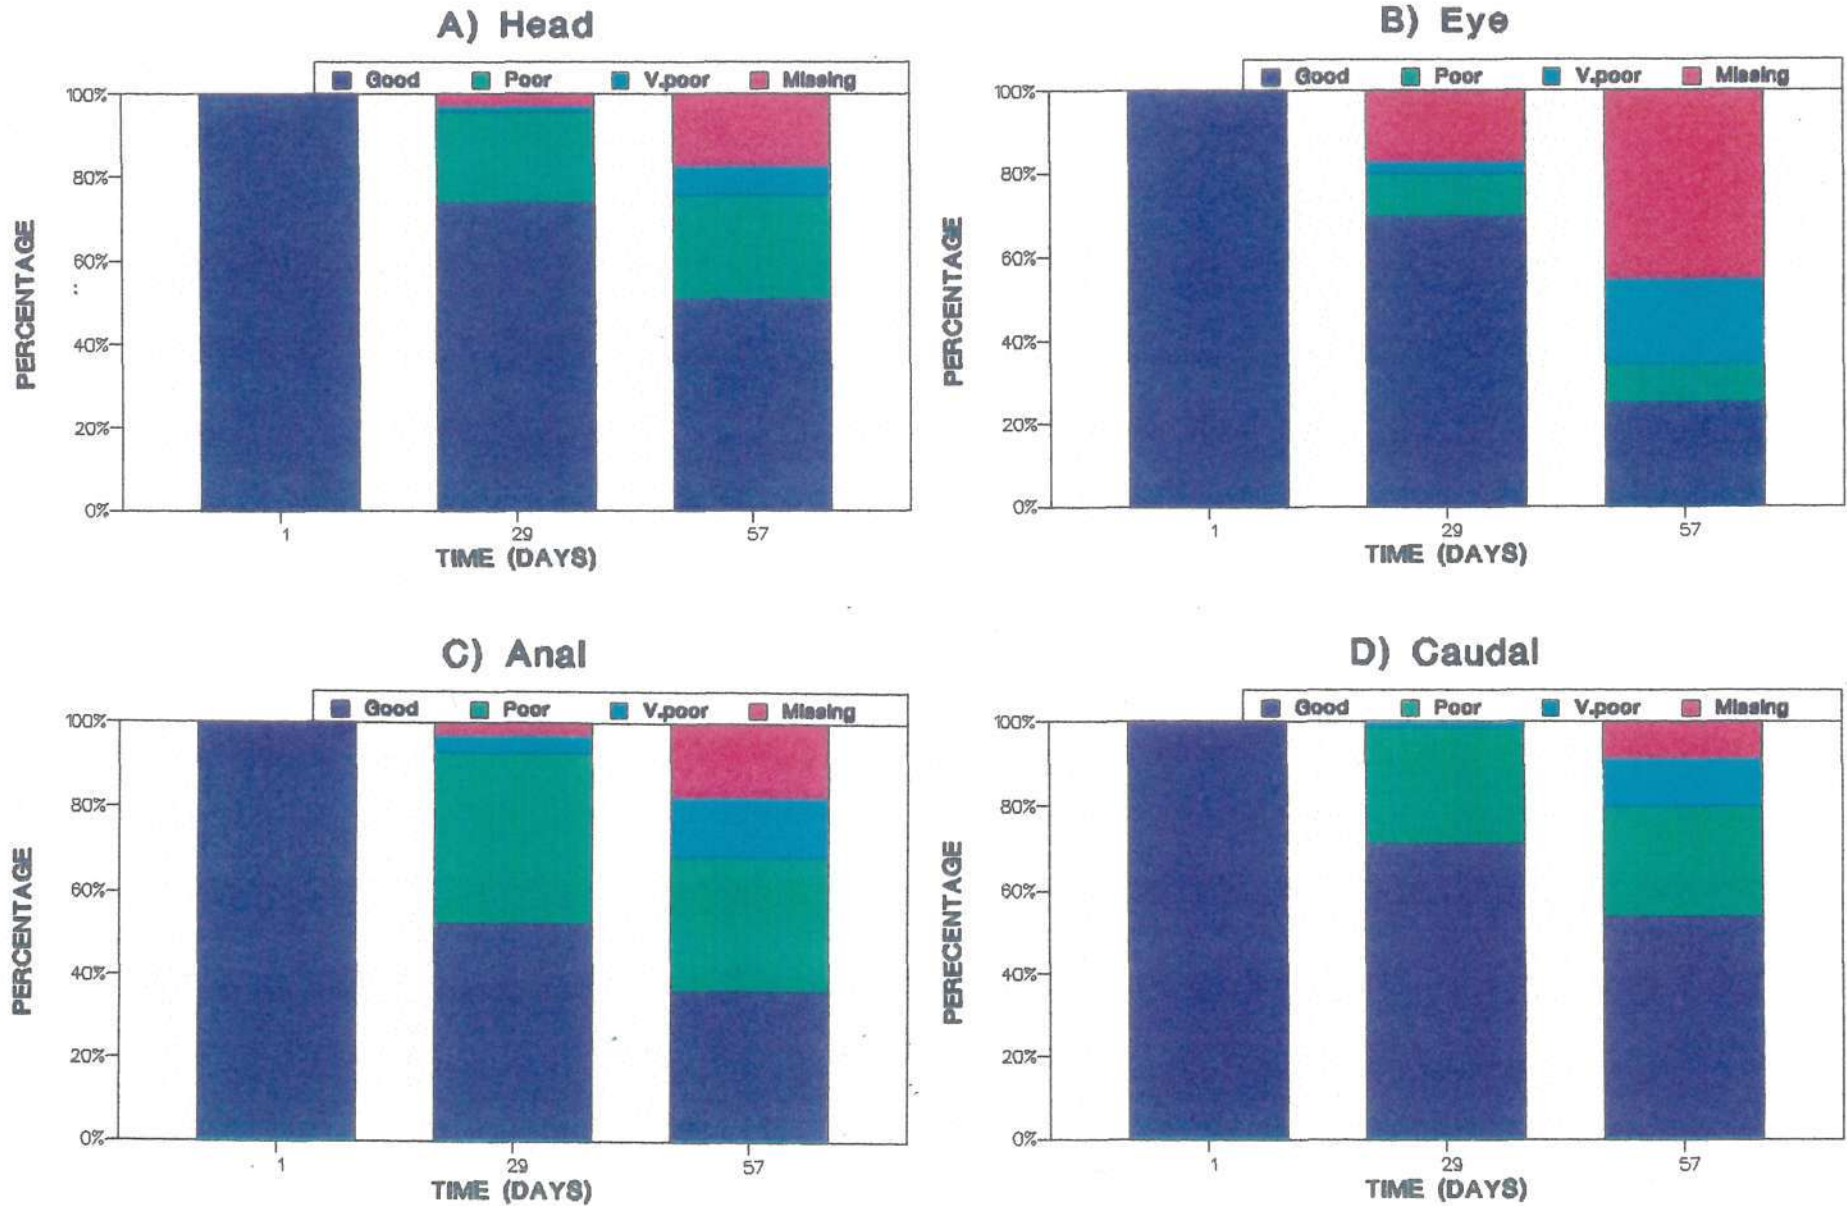 A) Head
Good Poor V.poor Missing
100%
80%
60%
40%
20%
0%
PERCENTAGE
1 29 57
TIME (DAYS)
B) Eye
Good Poor V.poor Missing
100%
80%
60%
40%
20%
0%
PERCENTAGE
1 29 57
TIME (DAYS)
C) Anal
Good Poor V.poor Missing
100%
80%
60%
40%
20%
0%
PERCENTAGE
1 29 57
TIME (DAYS)
D) Caudal
Good Poor V.poor Missing
100%
80%
60%
40%
20%
0%
PRECENTAGE
1 29 57
TIME (DAYS)